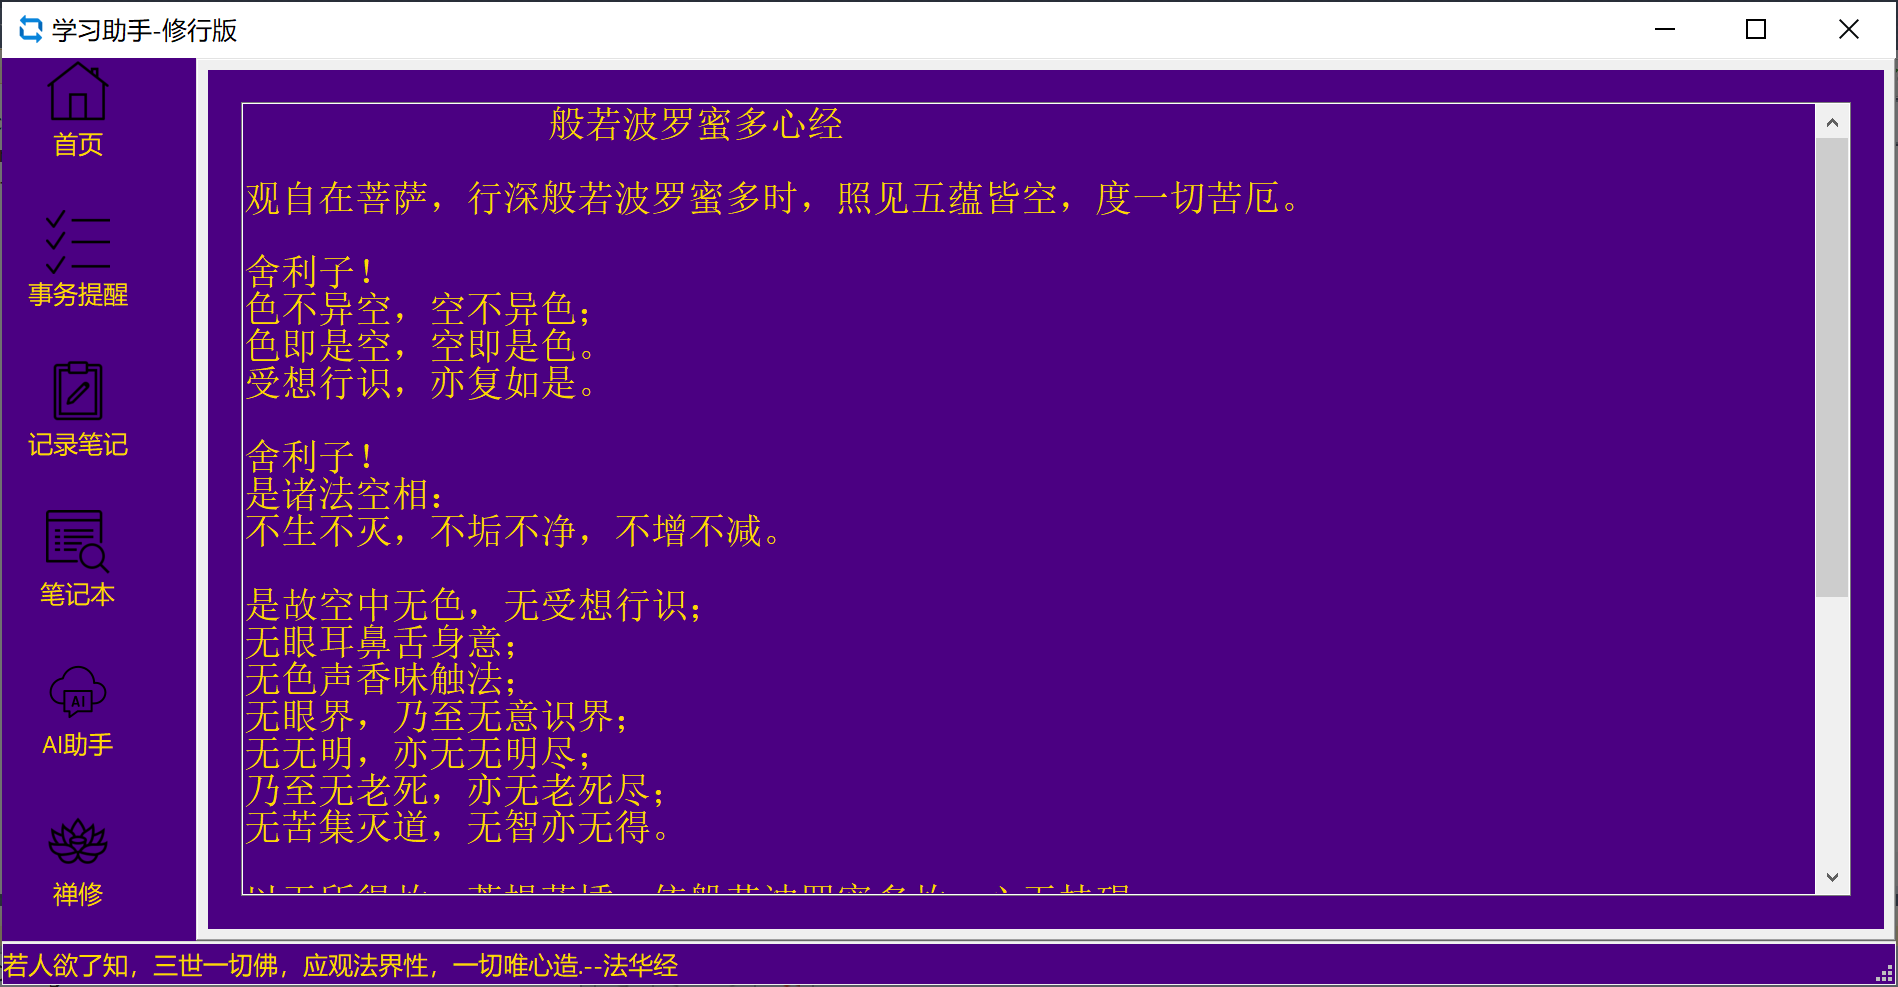 学习助手-修行版
首页
事务提醒
记录笔记
笔记本
AI
AI助手
禅修
般若波罗蜜多心经
观自在菩萨，行深般若波罗蜜多时，照见五蕴皆空，度一切苦厄。
舍利子！
色不异空，空不异色；
色即是空，空即是色。
受想行识，亦复如是。
舍利子！
是诸法空相：
不生不灭，不垢不净，不增不减。
是故空中无色，无受想行识；
无眼耳鼻舌身意；
无色声香味触法；
无眼界，乃至无意识界；
无无明，亦无无明尽；
乃至无老死，亦无老死尽；
无苦集灭道，无智亦无得。
若人欲了知，三世一切佛，应观法界性，一切唯心造.--法华经